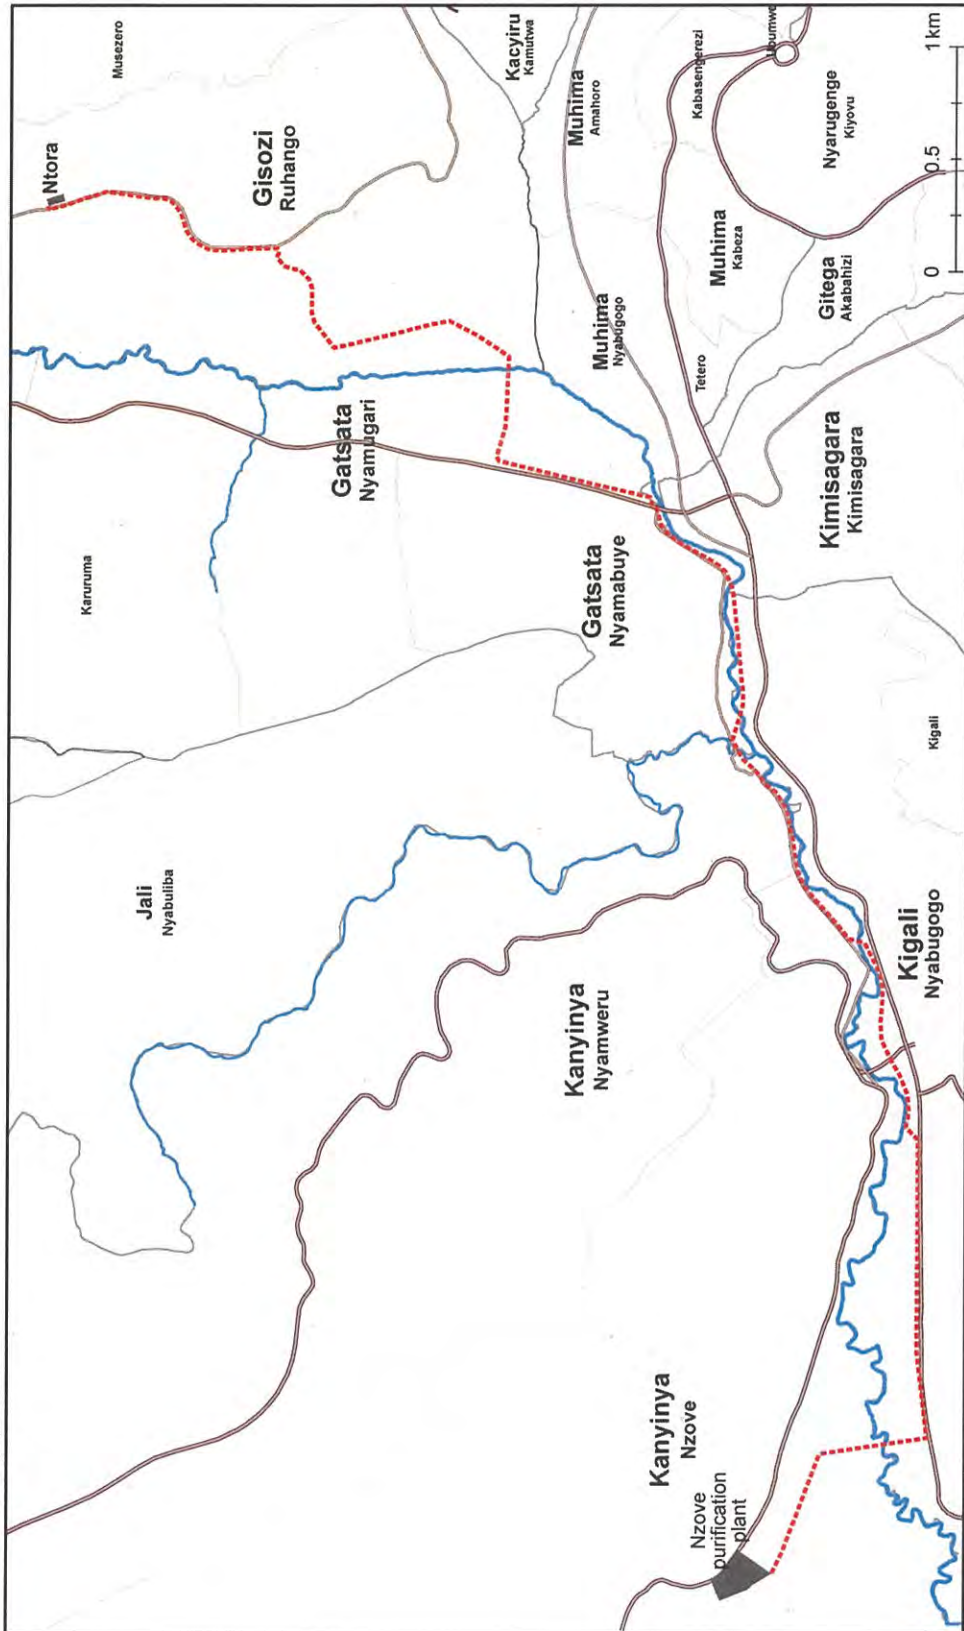 Musezero
Ntora
Gisozi
Ruhango
Kacyiru
Kamutwa
Muhima
Amahoro
Kabasengerezi
Nyarugenge
Kiyovu
1 km
0.5
0
Muhima
Kabeza
Gitega
Akabahizi
Muhima
Nyabugogo
Tetero
Gatsata
Nyamugari
Karuruma
Gatsata
Nyamabuye
Kimisagara
Kimisagara
Kigali
Jali
Nyabuliba
Kigali
Nyabugogo
Kanyinya
Nyamweru
Kanyinya
Nzove
Nzove
purification
plant